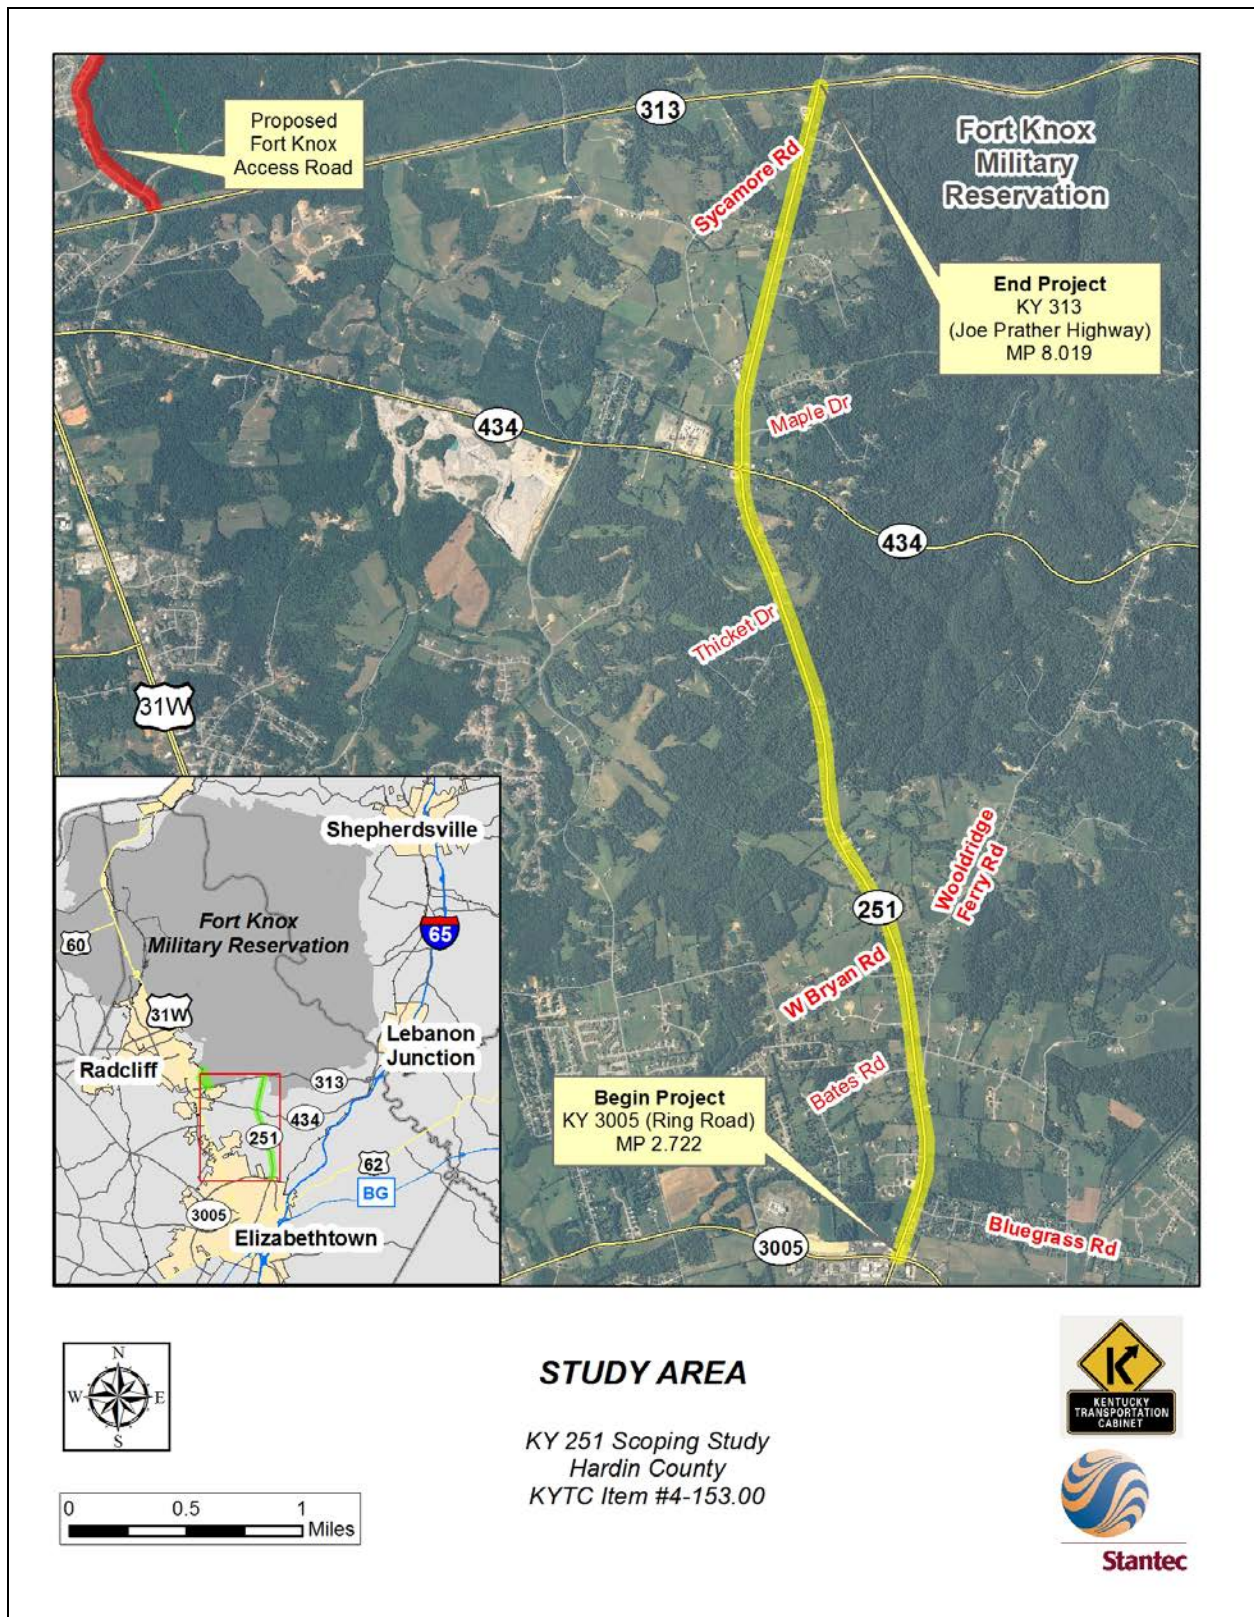 Proposed
Fort Knox
Access Road
313
Sycamore Rd
Fort Knox
Military
Reservation
End Project
KY 313
(Joe Prather Highway)
MP 8.019
Maple Dr
434
434
Thicket Dr
31W
Wooldridge
Ferry Rd
251
W Bryan Rd
Bates Rd
Begin Project
KY 3005 (Ring Road)
MP 2.722
3005
Bluegrass Rd
Shepherdsville
Fort Knox
Military Reservation
65
60
31W
Radcliff
Lebanon
Junction
313
434
251
62
BG
3005
Elizabethtown
N
W
E
S
STUDY AREA
KY 251 Scoping Study
Hardin County
KYTC Item #4-153.00
0 0.5 1
Miles
KENTUCKY
TRANSPORTATION
CABINET
Stantec